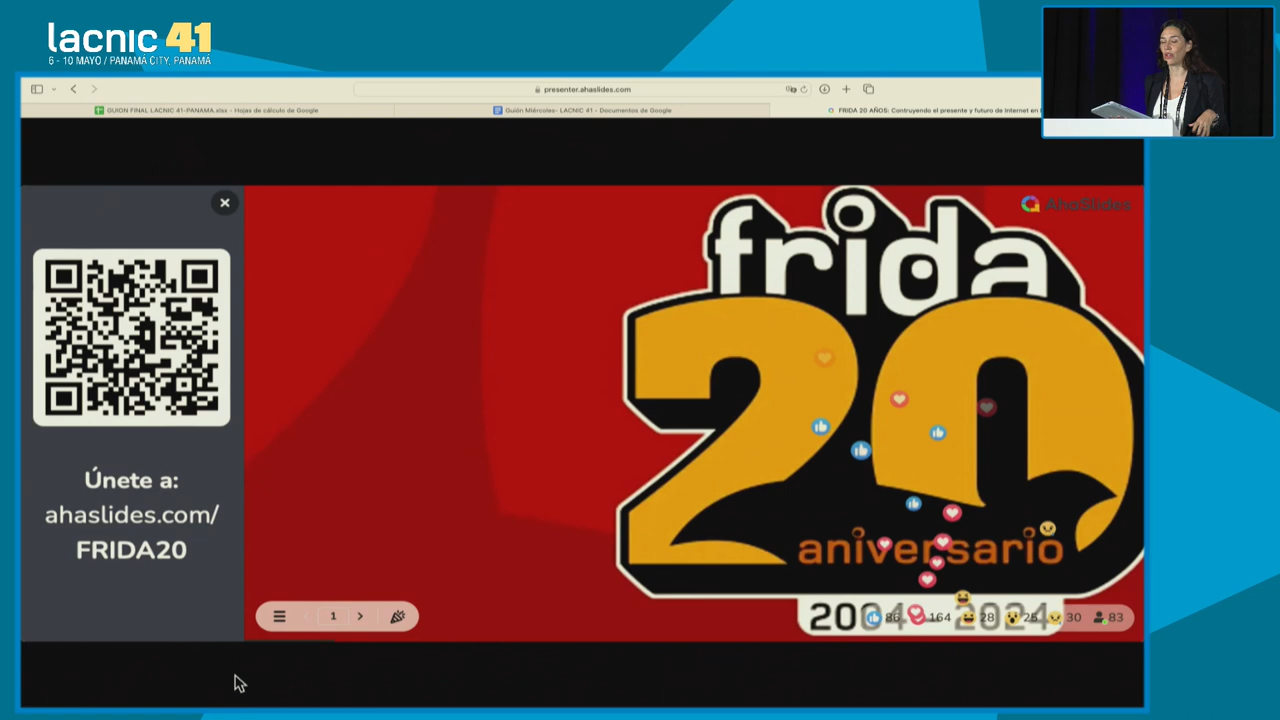 lacnic 41
6 - 10 MAYO / PANAMÁ CITY, PANAMÁ
presenter.ahaslides.com
GUION FINAL LACNIC 41-PANAMA.xlsx - Hojas de cálculo de Google
Guión Miércoles- LACNIC 41 - Documentos de Google
FRIDA 20 AÑOS: Contruyendo el presente y futuro de Internet en
AhaSlides
frida
20
aniversario
2004 2024
Únete a:
ahaslides.com/
FRIDA20
1
86 164 28 25 30 83